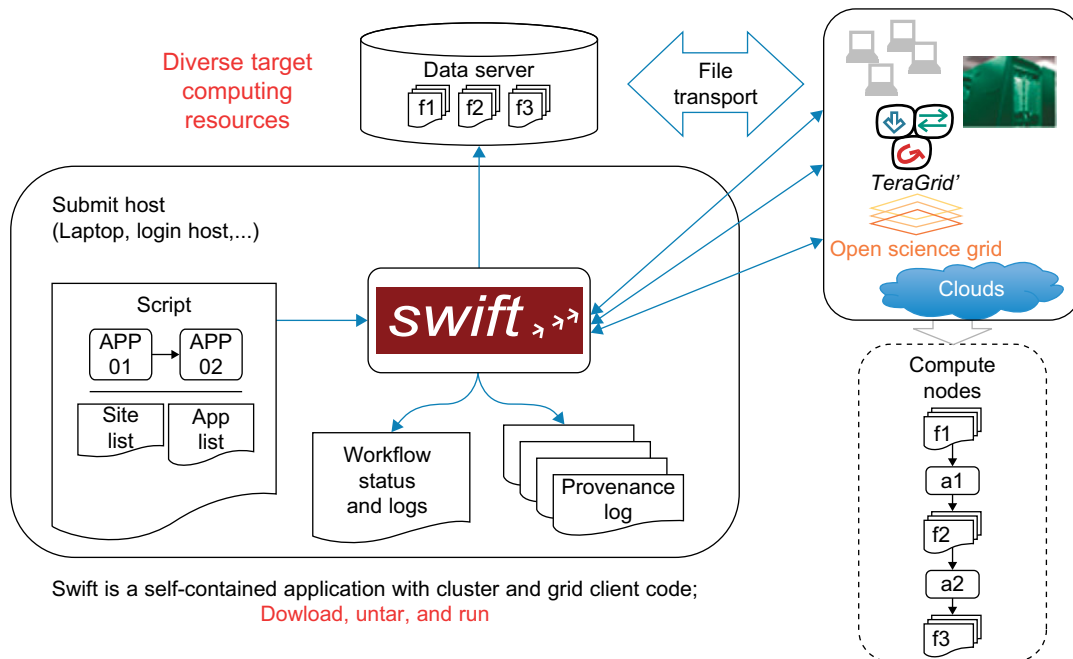 Diverse target
computing
resources
Data server
f1 f2 f3
File
transport
TeraGrid'
Open science grid
Clouds
Submit host
(Laptop, login host,...)
Script
APP
01
APP
02
Site
list
App
list
swift
Workflow
status
and logs
Provenance
log
Compute
nodes
f1
a1
f2
a2
f3
Swift is a self-contained application with cluster and grid client code;
Dowload, untar, and run